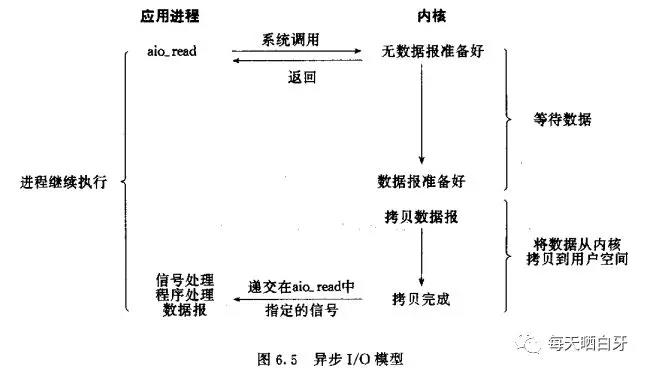 应用进程
内核
aio_read
系统调用
无数据报准备好
返回
等待数据
进程继续执行
数据报准备好
拷贝数据报
将数据从内核
拷贝到用户空间
信号处理
程序处理
数据报
递交在aio_read中
指定的信号
拷贝完成
每天晒白牙
图 6.5 异步 I/O 模型